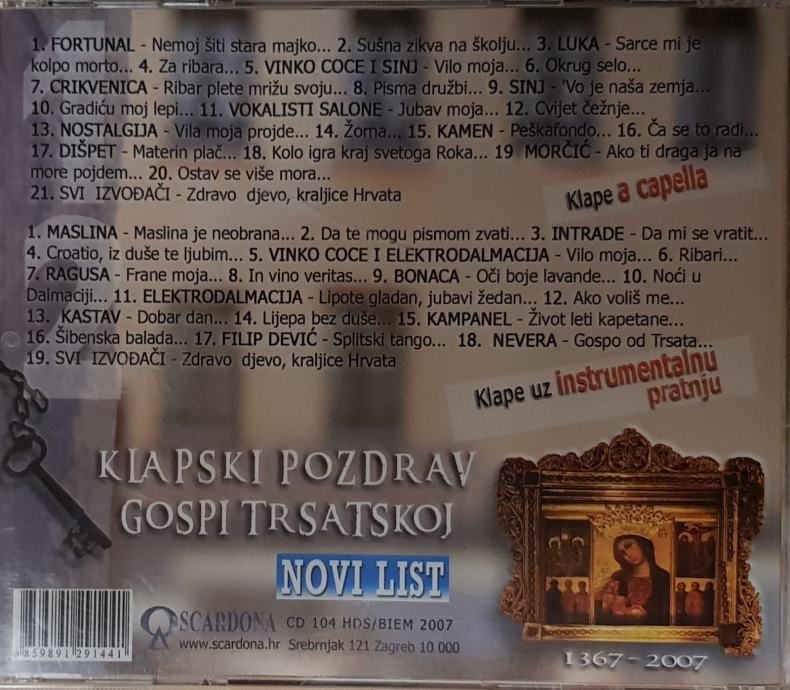 1. FORTUNAL - Nemoj šiti stara majko... 2. Sušna zikva na školju... 3. LUKA - Sarce mi je
kolpo morto... 4. Za ribara... 5. VINKO COCE I SINJ - Vilo moja... 6. Okrug selo...
7. CRIKVENICA - Ribar plete mrižu svoju... 8. Pisma družbi... 9. SINJ - 'Vo je naša zemja...
10. Gradiću moj lepi... 11. VOKALISTI SALONE - Jubav moja... 12. Cvijet čežnje...
13. NOSTALGIJA - Vila moja projde... 14. Žorna... 15. KAMEN - Peškafondo... 16. Ča se to radi...
17. DIŠPET - Materin plač... 18. Kolo igra kraj svetoga Roka... 19 MORČIĆ - Ako ti draga ja na
more pojdem... 20. Ostav se više mora...
21. SVI IZVOĐAČI - Zdravo djevo, kraljice Hrvata
Klape a capella
1. MASLINA - Maslina je neobrana... 2. Da te mogu pismom zvati... 3. INTRADE - Da mi se vratit...
4. Croatio, iz duše te ljubim... 5. VINKO COCE I ELEKTRODALMACIJA - Vilo moja... 6. Ribari...
7. RAGUSA - Frane moja... 8. In vino veritas... 9. BONACA - Oči boje lavande... 10. Noći u
Dalmaciji... 11. ELEKTRODALMACIJA - Lipote gladan, jubavi žedan... 12. Ako voliš me...
13. KASTAV - Dobar dan... 14. Lijepa bez duše... 15. KAMPANEL - Život leti kapetane...
16. Šibenska balada... 17. FILIP DEVIĆ - Splitski tango... 18. NEVERA - Gospo od Trsata...
19. SVI IZVOĐAČI - Zdravo djevo, kraljice Hrvata
Klape uz instrumentalnu
pratnju
KLAPSKI POZDRAV
GOSPI TRSATSKOJ
NOVI LIST
SCARDONA CD 104 HDS/BIEM 2007
www.scardona.hr Srebrnjak 121 Zagreb 10 000
3 859891 291441
1367 - 2007